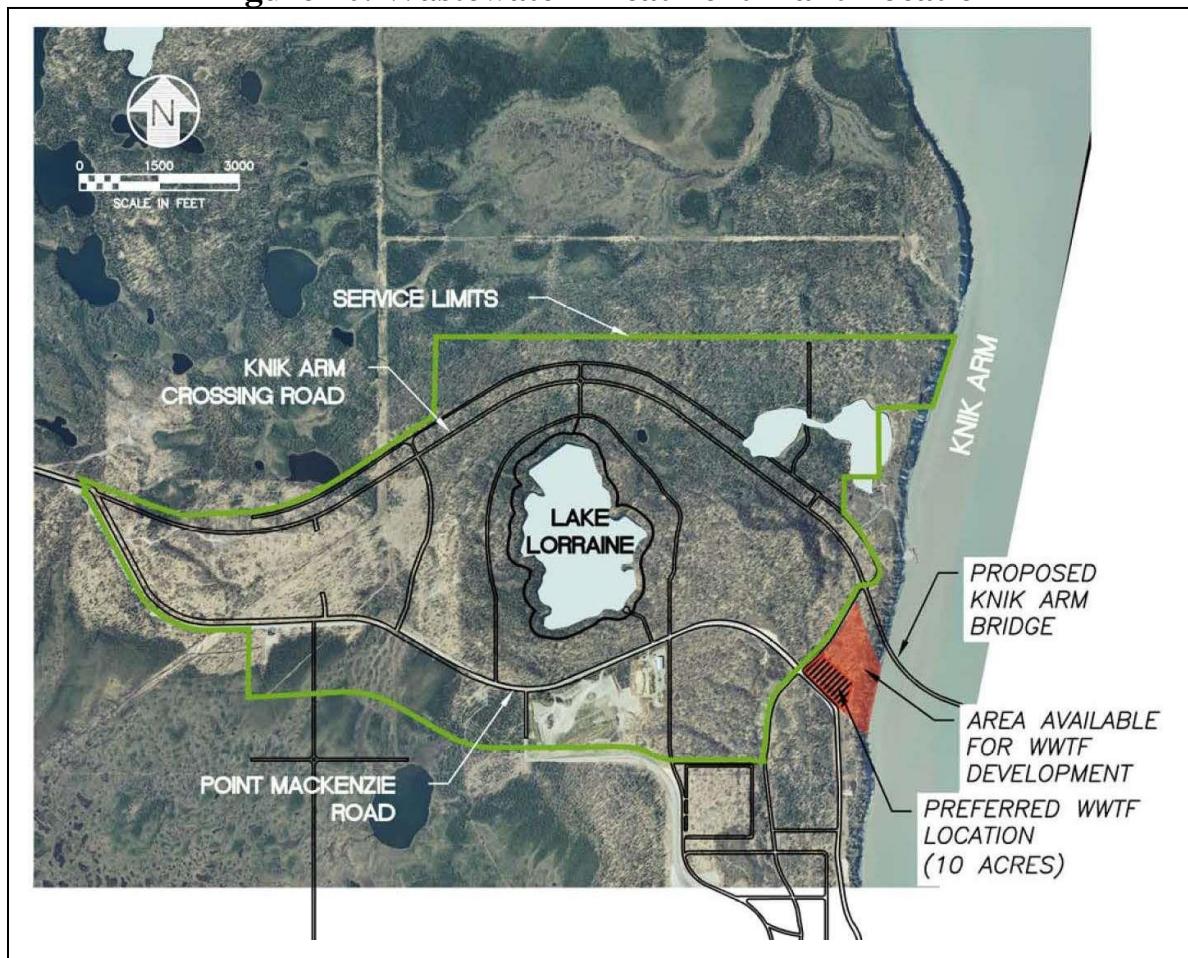 N
0 1500 3000
SCALE IN FEET
SERVICE LIMITS
KNIK ARM
CROSSING ROAD
KNIK ARM
LAKE
LORRAINE
PROPOSED
KNIK ARM
BRIDGE
AREA AVAILABLE
FOR WWTF
DEVELOPMENT
POINT MACKENZIE
ROAD
PREFERRED WWTF
LOCATION
(10 ACRES)